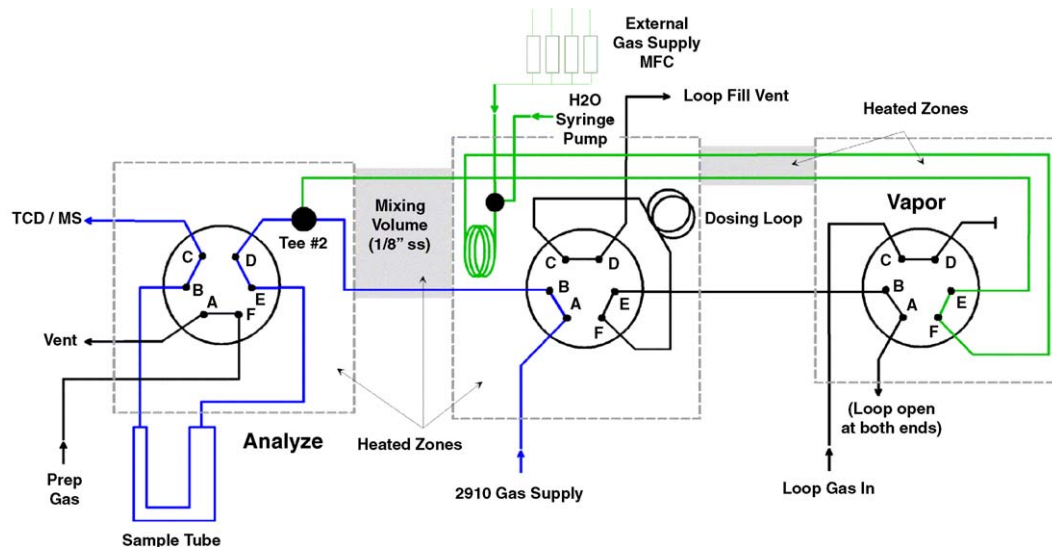 External
Gas Supply
MFC
H2O
Syringe
Pump
Loop Fill Vent
Heated Zones
TCD / MS
Tee #2
Mixing
Volume
(1/8" ss)
Dosing Loop
Vapor
C
D
B
E
A
F
C
D
B
A
E
F
C
D
B
A
E
F
Vent
Analyze
Heated Zones
(Loop open
at both ends)
Prep
Gas
2910 Gas Supply
Loop Gas In
Sample Tube